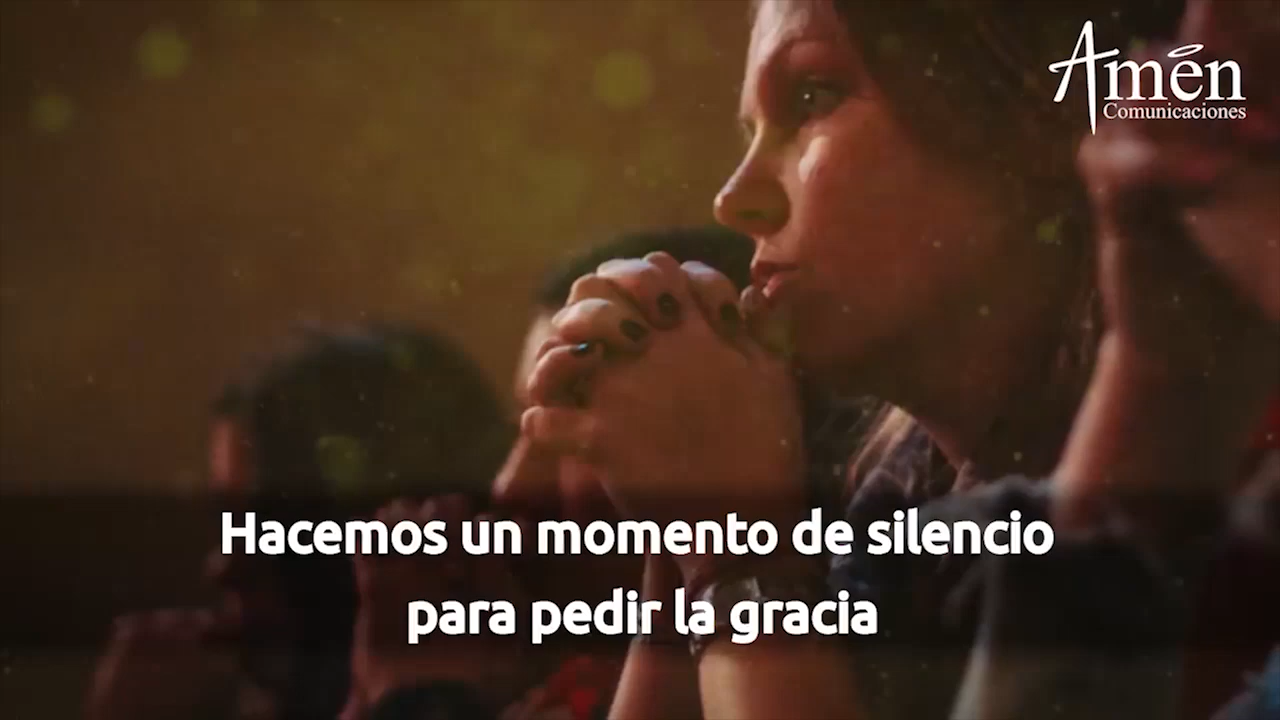 Amén
Comunicaciones
Hacemos un momento de silencio
para pedir la gracia